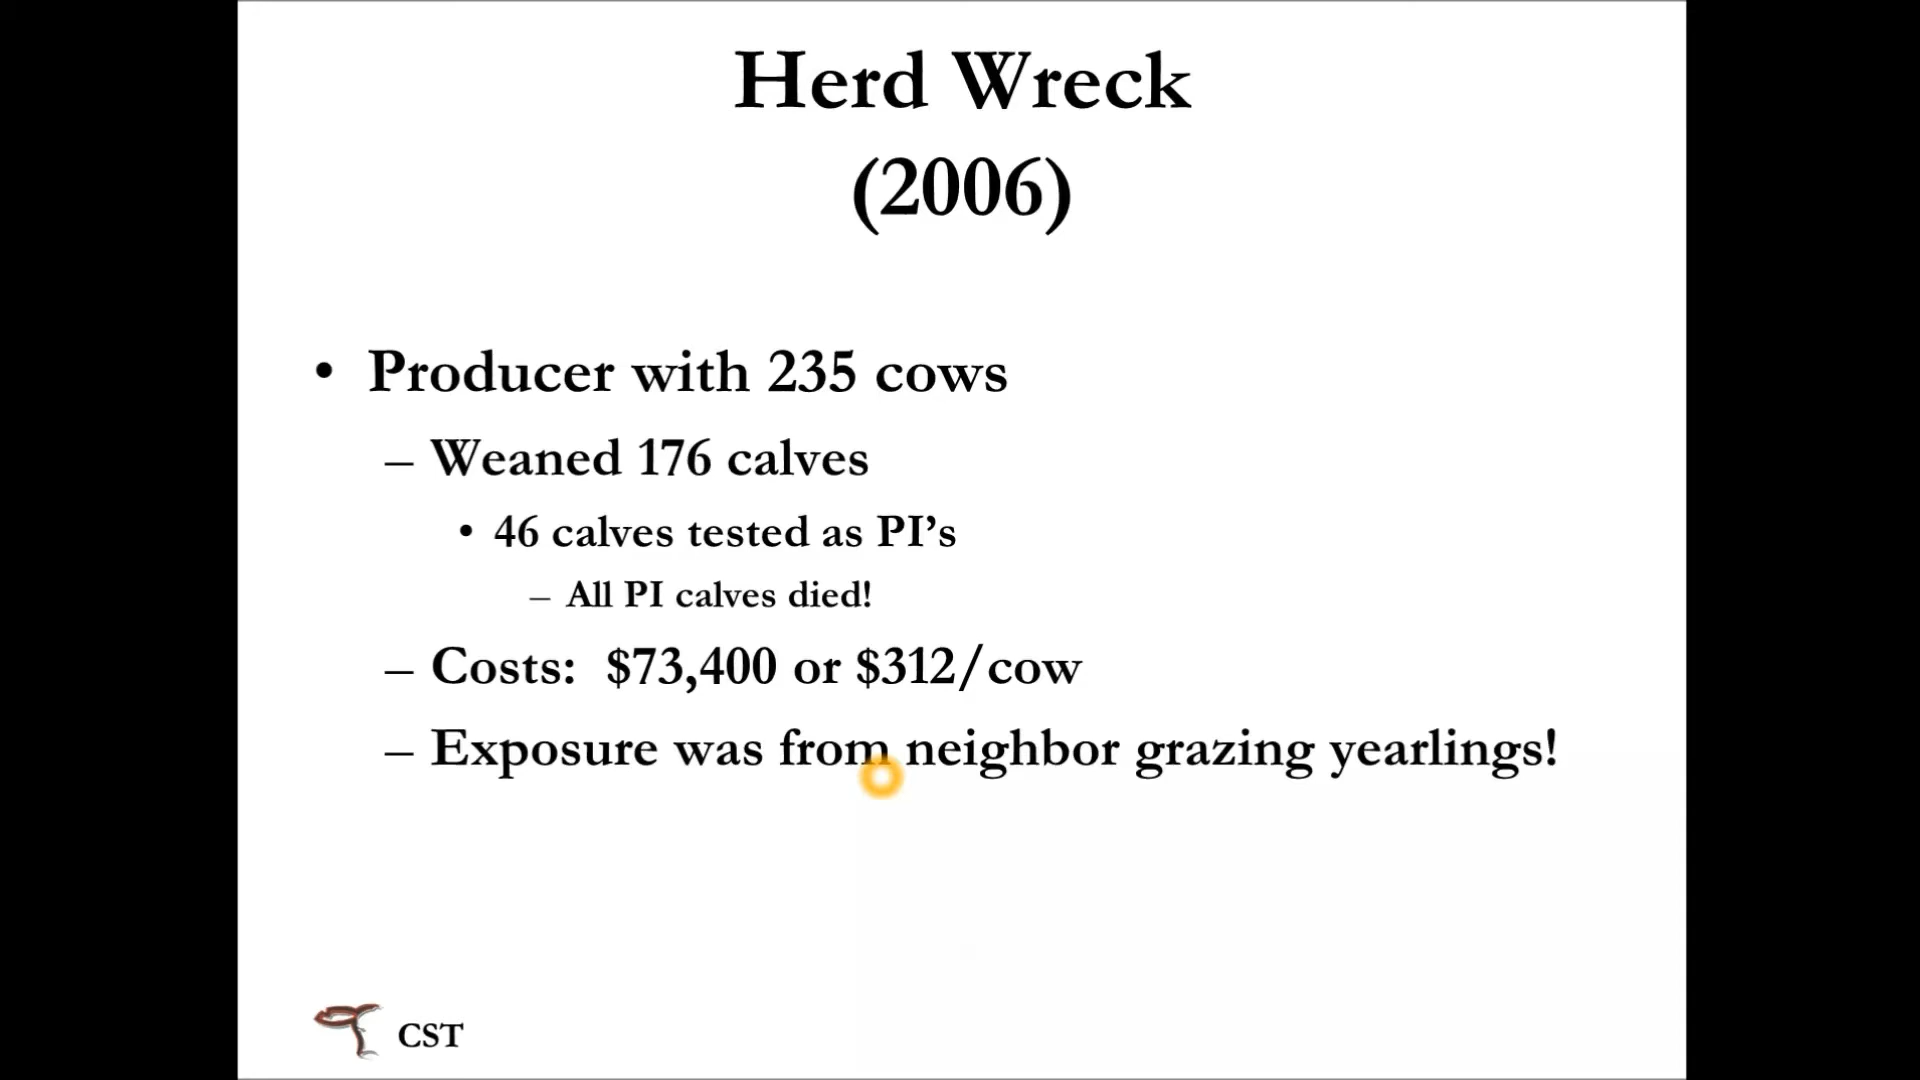 Herd Wreck
(2006)
• Producer with 235 cows
– Weaned 176 calves
• 46 calves tested as PI’s
– All PI calves died!
– Costs: $73,400 or $312/cow
– Exposure was from neighbor grazing yearlings!
CST